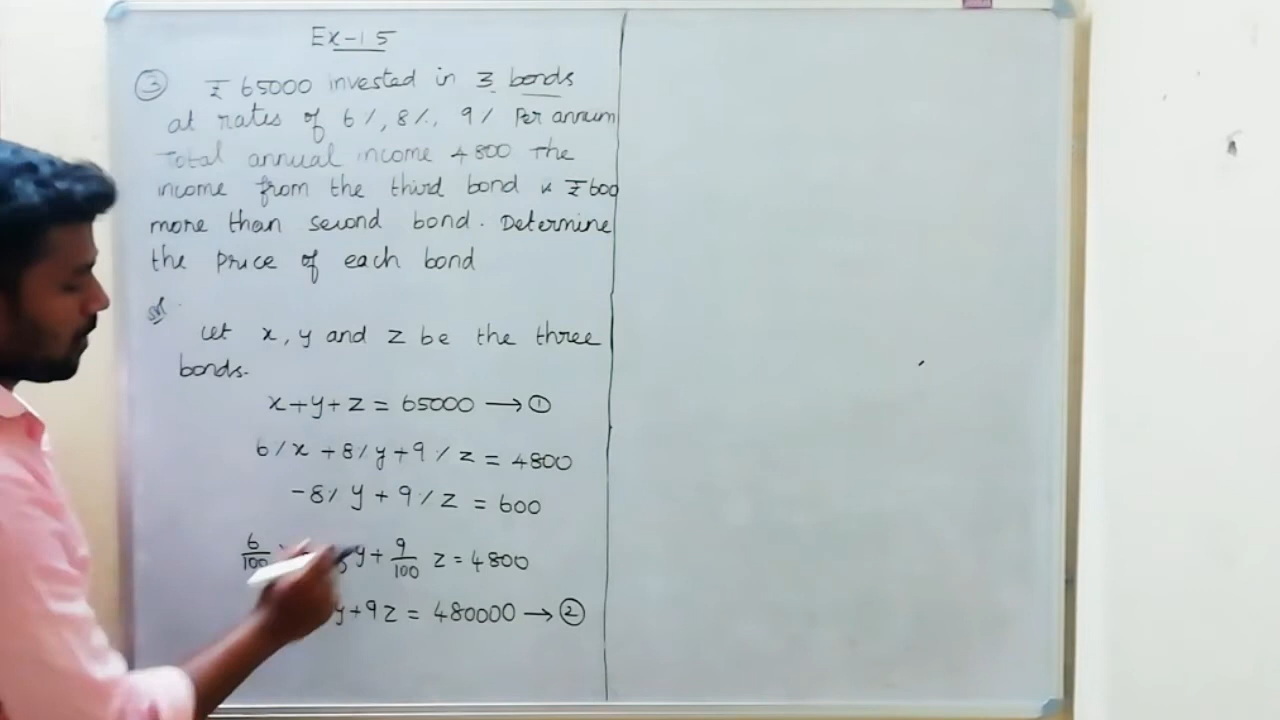 Ex-1.5
③ ₹ 65000 invested in 3 bonds
at rates of 6%, 8%, 9% Per annum
Total annual income 4800 The
income from the third bond is ₹600
more than second bond. Determine
the price of each bond
Sol
Let x, y and z be the three
bonds.
x+y+z = 65000 → ①
6%x + 8%y + 9%z = 4800
-8%y + 9%z = 600
6/100 y + 9/100 z = 4800
y + 9z = 480000 → ②